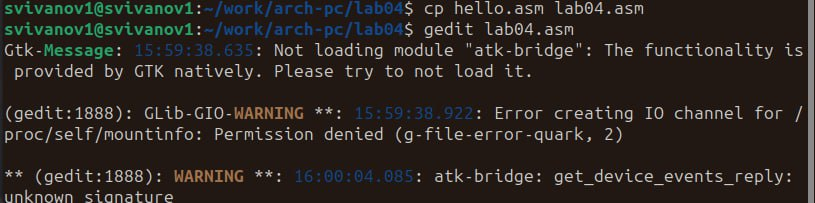 svivanov1@svivanov1:~/work/arch-pc/lab04$ cp hello.asm lab04.asm
svivanov1@svivanov1:~/work/arch-pc/lab04$ gedit lab04.asm
Gtk-Message: 15:59:38.635: Not loading module "atk-bridge": The functionality is
 provided by GTK natively. Please try to not load it.

(gedit:1888): GLib-GIO-WARNING **: 15:59:38.922: Error creating IO channel for /
proc/self/mountinfo: Permission denied (g-file-error-quark, 2)

** (gedit:1888): WARNING **: 16:00:04.085: atk-bridge: get_device_events_reply:
unknown signature